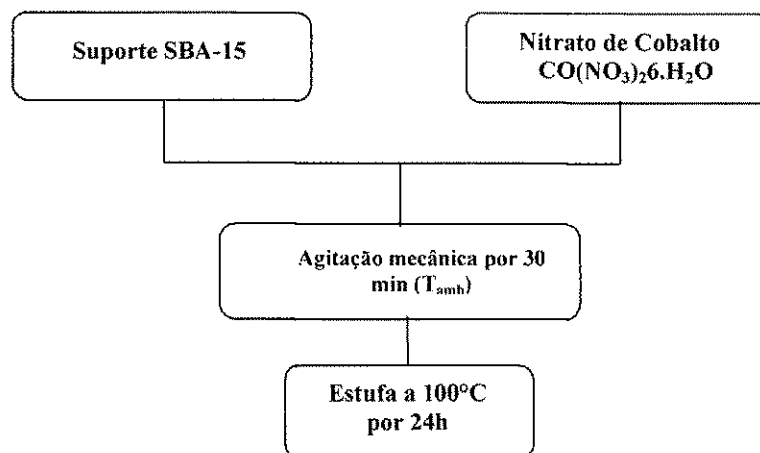 Suporte SBA-15
Nitrato de Cobalto
CO(NO₃)₂6.H₂O
Agitação mecânica por 30
min (Tamb)
Estufa a 100°C
por 24h